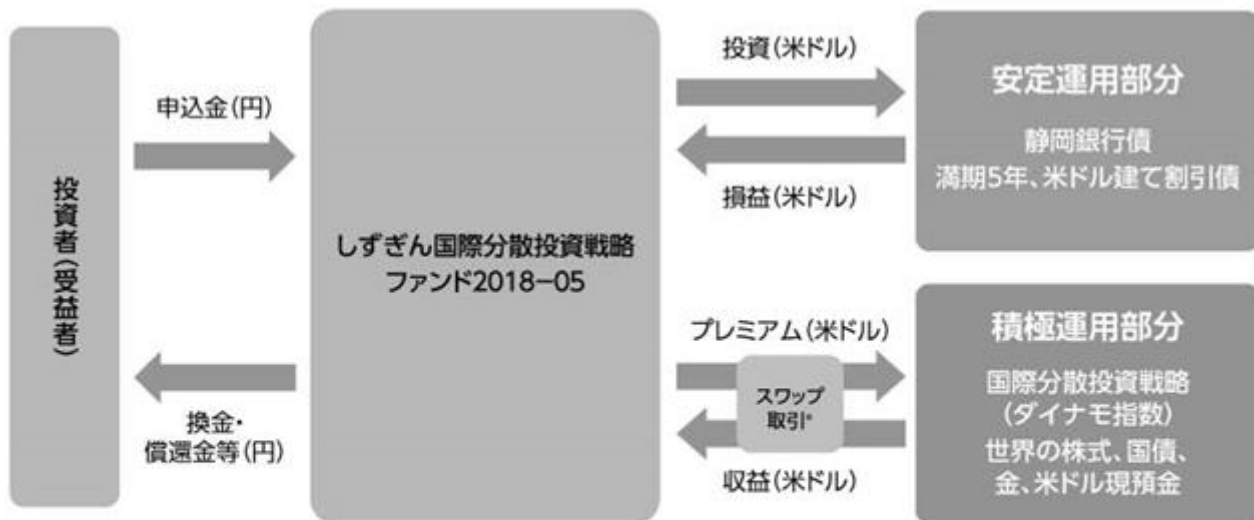 投資者（受益者）
申込金（円）
換金・
償還金等（円）
しずぎん国際分散投資戦略
ファンド2018－05
投資（米ドル）
損益（米ドル）
安定運用部分
静岡銀行債
満期5年、米ドル建て割引債
プレミアム（米ドル）
スワップ
取引*
収益（米ドル）
積極運用部分
国際分散投資戦略
（ダイナモ指数）
世界の株式、国債、
金、米ドル現預金